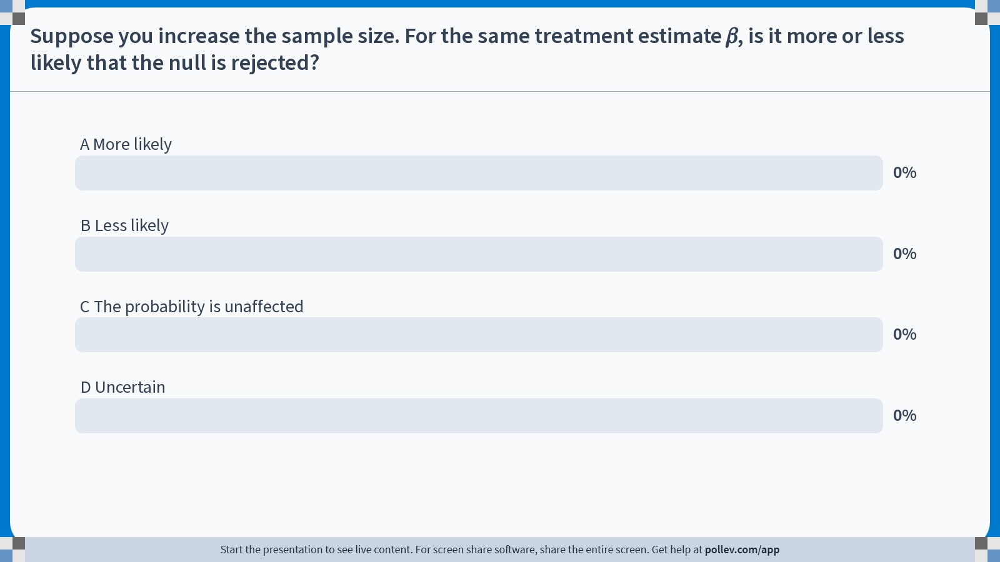 Suppose you increase the sample size. For the same treatment estimate β, is it more or less
likely that the null is rejected?
A More likely
0%
B Less likely
0%
C The probability is unaffected
0%
D Uncertain
0%
Start the presentation to see live content. For screen share software, share the entire screen. Get help at pollev.com/app